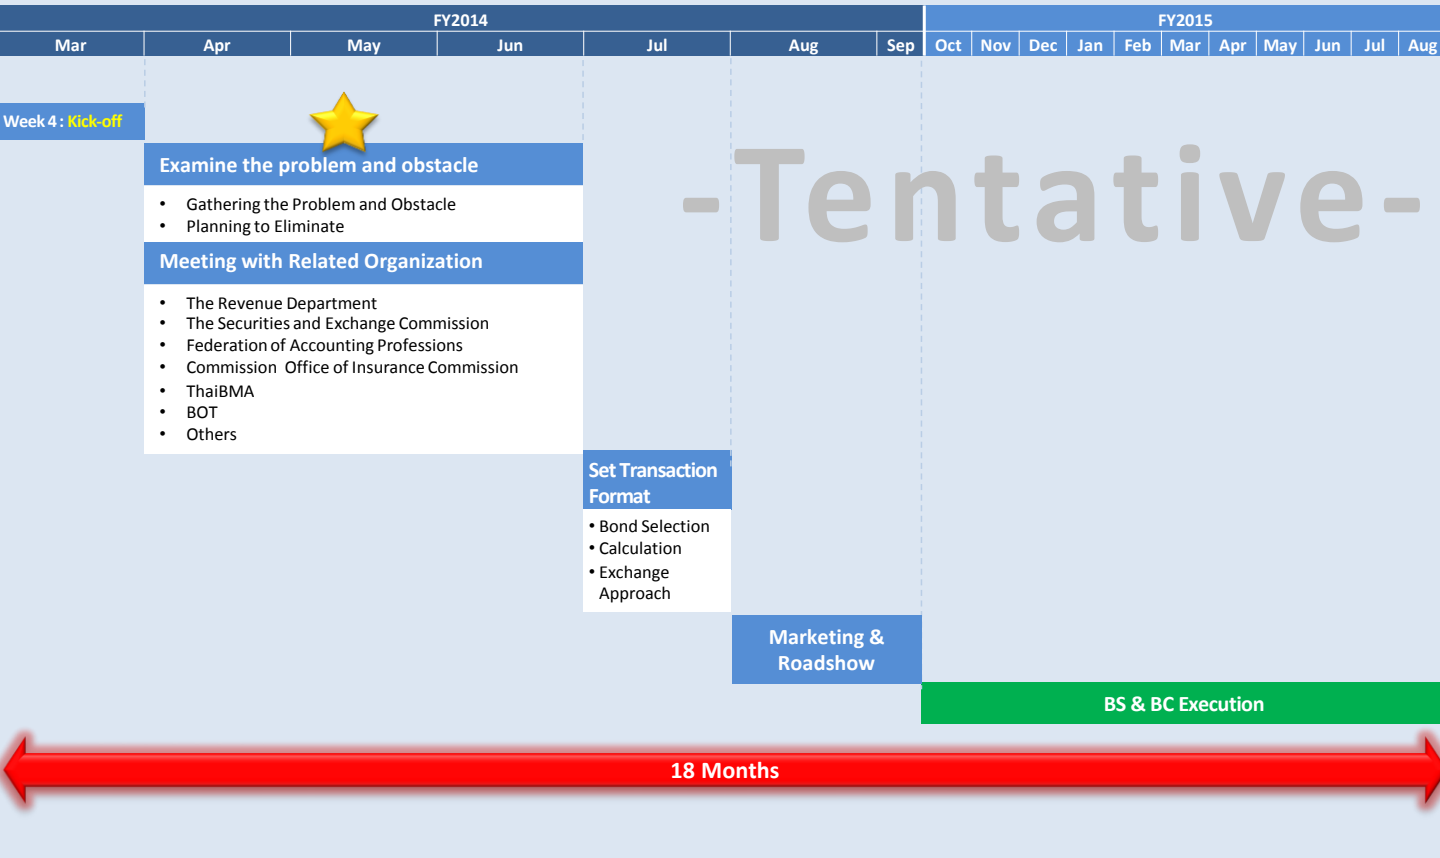 FY2014 FY2015
Mar Apr May Jun Jul Aug Sep Oct Nov Dec Jan Feb Mar Apr May Jun Jul Aug
Week 4 : Kick-off
-Tentative-
Examine the problem and obstacle
• Gathering the Problem and Obstacle
• Planning to Eliminate
Meeting with Related Organization
• The Revenue Department
• The Securities and Exchange Commission
• Federation of Accounting Professions
• Commission Office of Insurance Commission
• ThaiBMA
• BOT
• Others
Set Transaction
Format
• Bond Selection
• Calculation
• Exchange
Approach
Marketing &
Roadshow
BS & BC Execution
18 Months